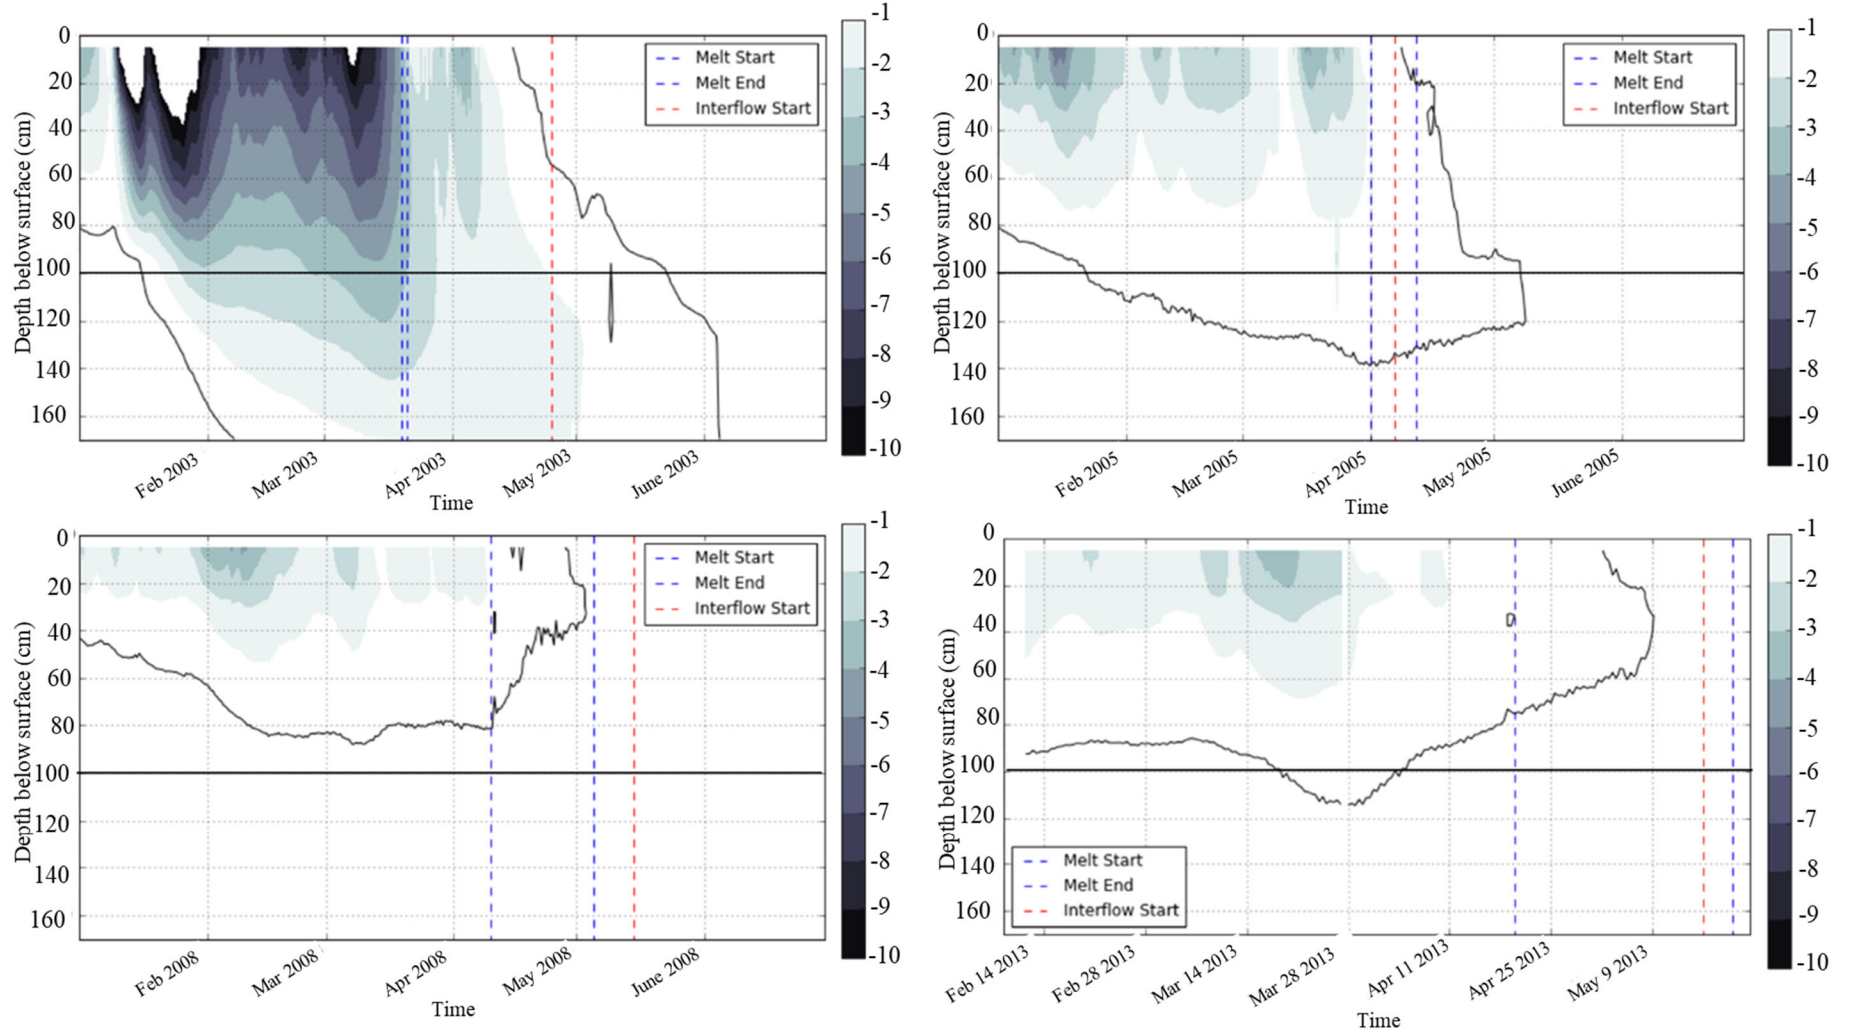 0
20
40
60
80
100
120
140
160
Depth below surface (cm)
Melt Start
Melt End
Interflow Start
Feb 2003
Mar 2003
Apr 2003
May 2003
June 2003
Time
-1
-2
-3
-4
-5
-6
-7
-8
-9
-10
0
20
40
60
80
100
120
140
160
Depth below surface (cm)
Melt Start
Melt End
Interflow Start
Feb 2005
Mar 2005
Apr 2005
May 2005
June 2005
Time
-1
-2
-3
-4
-5
-6
-7
-8
-9
-10
0
20
40
60
80
100
120
140
160
Depth below surface (cm)
Melt Start
Melt End
Interflow Start
Feb 2008
Mar 2008
Apr 2008
May 2008
June 2008
Time
-1
-2
-3
-4
-5
-6
-7
-8
-9
-10
0
20
40
60
80
100
120
140
160
Depth below surface (cm)
Melt Start
Melt End
Interflow Start
Feb 14 2013
Feb 28 2013
Mar 14 2013
Mar 28 2013
Apr 11 2013
Apr 25 2013
May 9 2013
Time
-1
-2
-3
-4
-5
-6
-7
-8
-9
-10